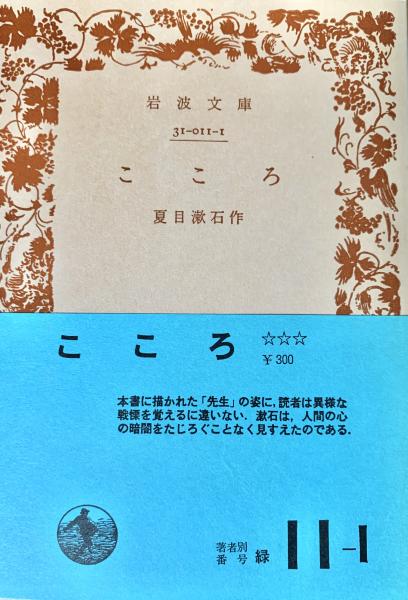 岩波文庫
31-011-1
こころ
夏目漱石作
こころ ☆☆☆
￥300
本書に描かれた「先生」の姿に,読者は異様な
戦慄を覚えるに違いない. 漱石は, 人間の心
の暗闇をたじろぐことなく見すえたのである.
著者別
番号 緑 11-1